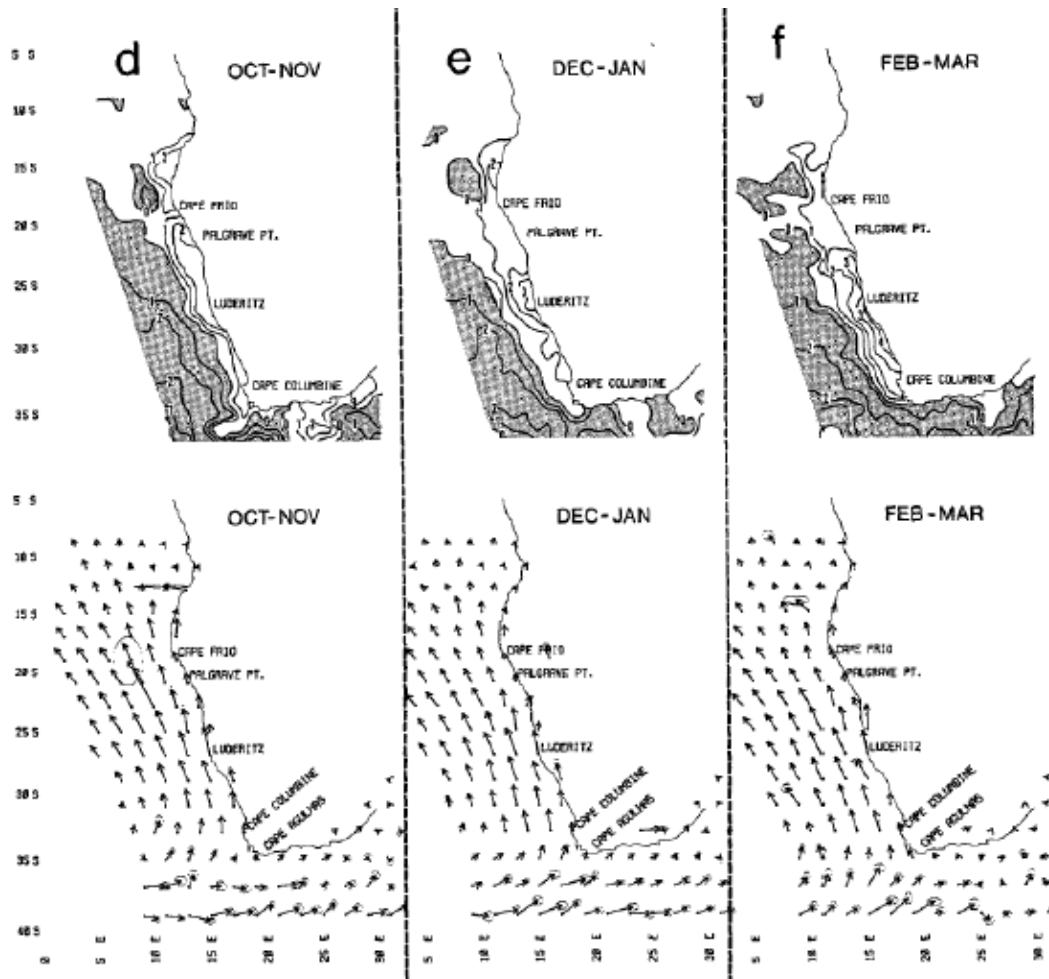 d
OCT-NOV
5 S
10 S
15 S
20 S
25 S
30 S
35 S
CAPE FRIO
PALGRAVE PT.
LUDERITZ
CAPE COLUMBINE
e
DEC-JAN
CAPE FRIO
PALGRAVE PT.
LUDERITZ
CAPE COLUMBINE
f
FEB-MAR
CAPE FRIO
PALGRAVE PT.
LUDERITZ
CAPE COLUMBINE
OCT-NOV
5 S
10 S
15 S
20 S
25 S
30 S
35 S
40 S
CAPE FRIO
PALGRAVE PT.
LUDERITZ
CAPE COLUMBINE
CAPE AGULHAS
0
5 E
10 E
15 E
20 E
25 E
30 E
DEC-JAN
CAPE FRIO
PALGRAVE PT.
LUDERITZ
CAPE COLUMBINE
CAPE AGULHAS
5 E
10 E
15 E
20 E
25 E
30 E
FEB-MAR
CAPE FRIO
PALGRAVE PT.
LUDERITZ
CAPE COLUMBINE
CAPE AGULHAS
5 E
10 E
15 E
20 E
25 E
30 E